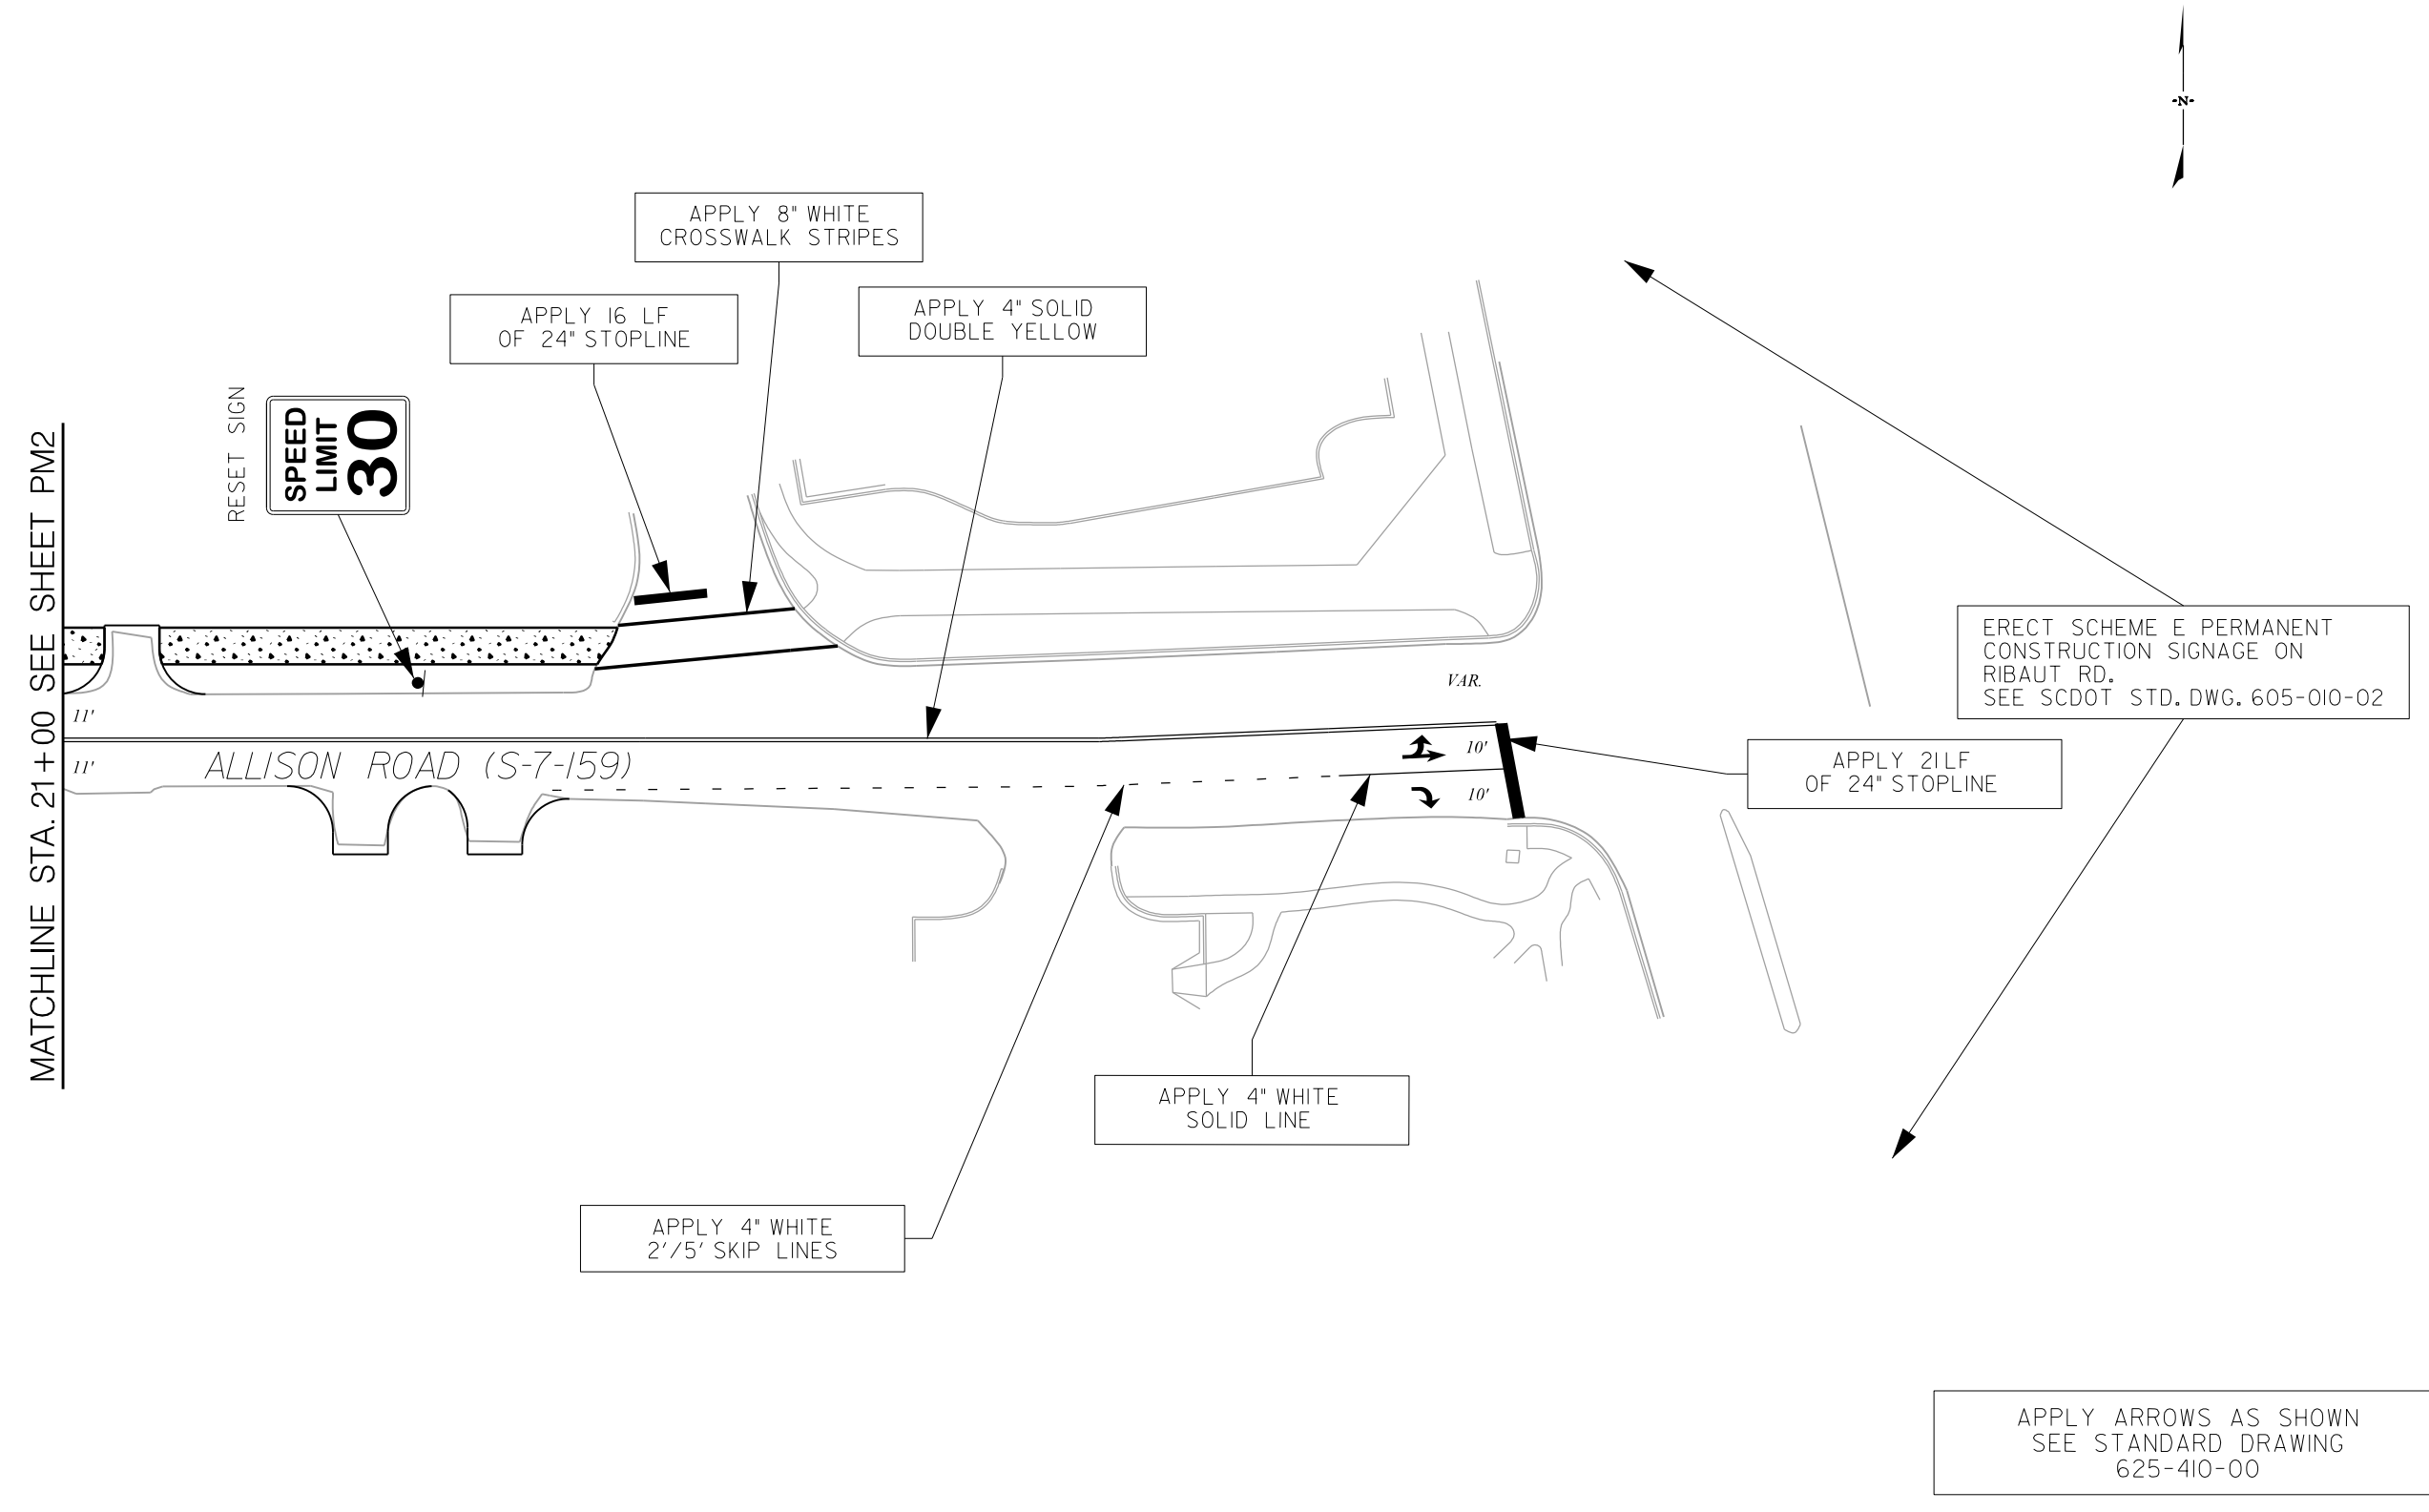 -N-
APPLY 8" WHITE
CROSSWALK STRIPES
APPLY 16 LF
OF 24" STOPLINE
APPLY 4" SOLID
DOUBLE YELLOW
RESET SIGN
SPEED
LIMIT
30
MATCHLINE STA. 21+00 SEE SHEET PM2
ERECT SCHEME E PERMANENT
CONSTRUCTION SIGNAGE ON
RIBAUT RD.
SEE SCDOT STD. DWG. 605-010-02
VAR.
11'
11'
ALLISON ROAD (S-7-159)
10'
10'
APPLY 21 LF
OF 24" STOPLINE
APPLY 4" WHITE
SOLID LINE
APPLY 4" WHITE
2'/5' SKIP LINES
APPLY ARROWS AS SHOWN
SEE STANDARD DRAWING
625-410-00